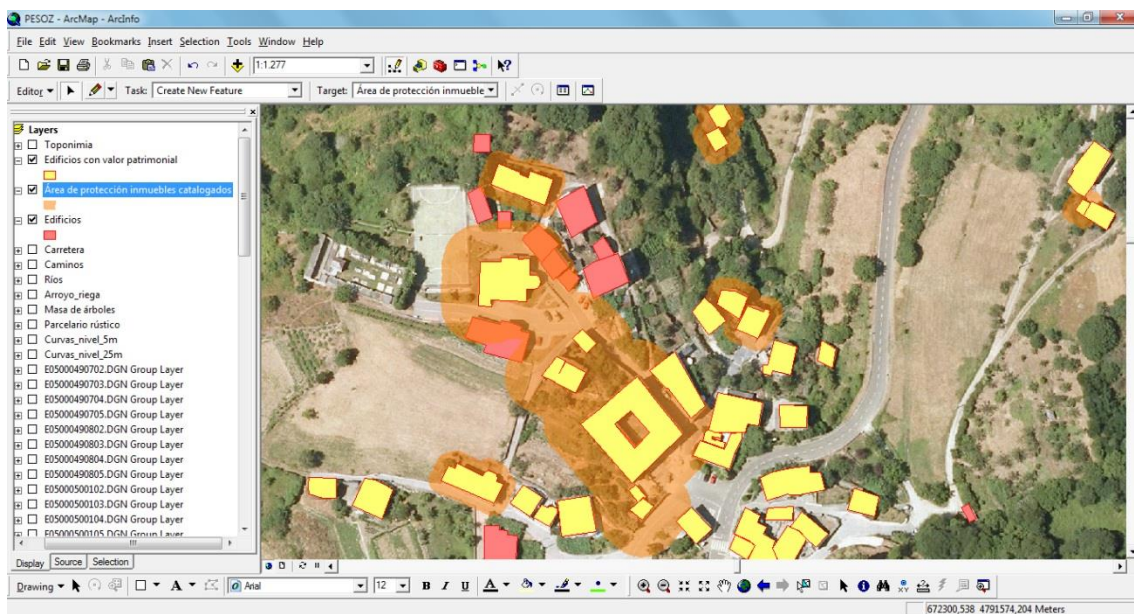 PESOZ - ArcMap - ArcInfo
File Edit View Bookmarks Insert Selection Tools Window Help
1:1.277
Editor Task: Create New Feature Target: Área de protección inmueble
Layers
Toponimia
Edificios con valor patrimonial
Área de protección inmuebles catalogados
Edificios
Carretera
Caminos
Ríos
Arroyo_riega
Masa de árboles
Parcelario rústico
Curvas_nivel_5m
Curvas_nivel_25m
E05000490702.DGN Group Layer
E05000490703.DGN Group Layer
E05000490704.DGN Group Layer
E05000490705.DGN Group Layer
E05000490802.DGN Group Layer
E05000490803.DGN Group Layer
E05000490804.DGN Group Layer
E05000490805.DGN Group Layer
E05000500102.DGN Group Layer
E05000500103.DGN Group Layer
E05000500104.DGN Group Layer
E05000500105.DGN Group Layer
Display Source Selection
Drawing A Arial 12 B I U A
672300,538 4791574,204 Meters